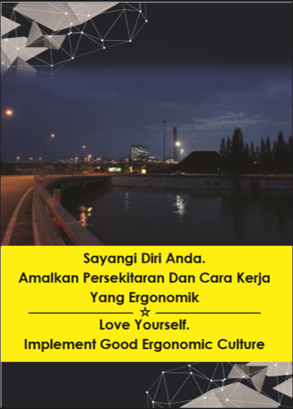 Sayangi Diri Anda.
Amalkan Persekitaran Dan Cara Kerja
Yang Ergonomik
Love Yourself.
Implement Good Ergonomic Culture